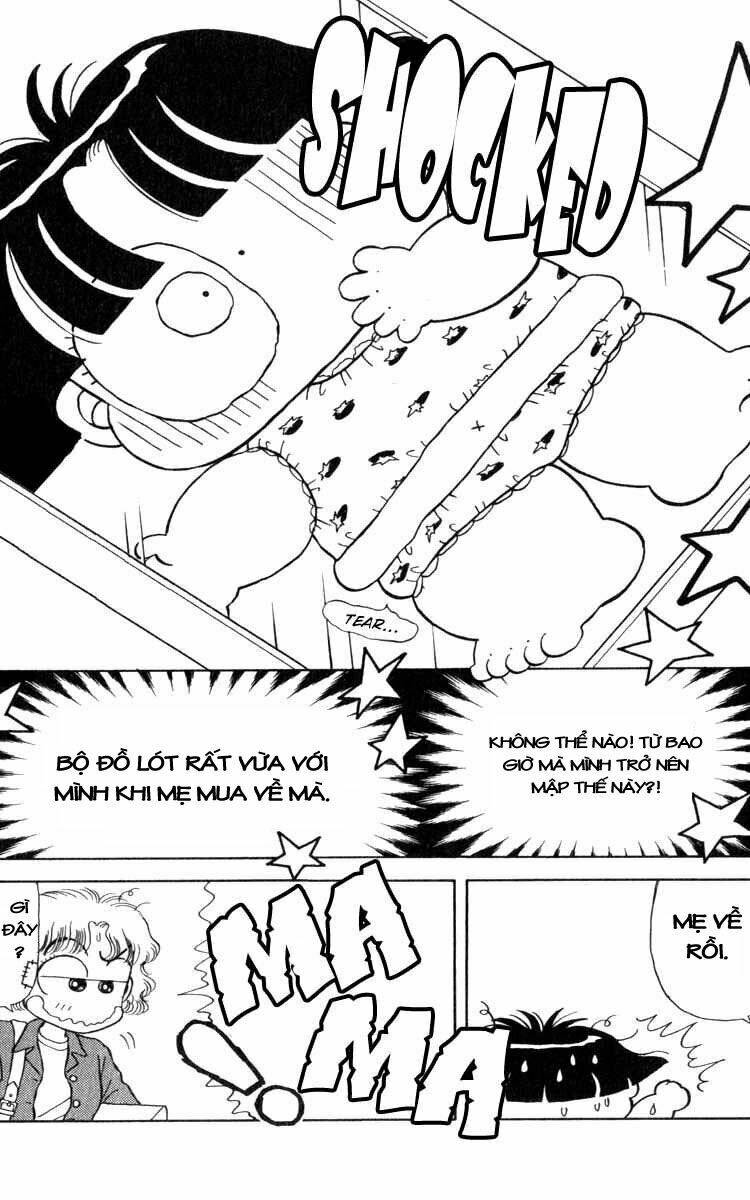 SHOCKED
TEAR...
KHÔNG THỂ NÀO! TỪ BAO
GIỜ MÀ MÌNH TRỞ NÊN
MẬP THẾ NÀY?!
BỘ ĐỒ LÓT RẤT VỪA VỚI
MÌNH KHI MẸ MUA VỀ MÀ.
MẸ VỀ
RỒI.
MA
MA
!
GÌ
ĐÂY
?